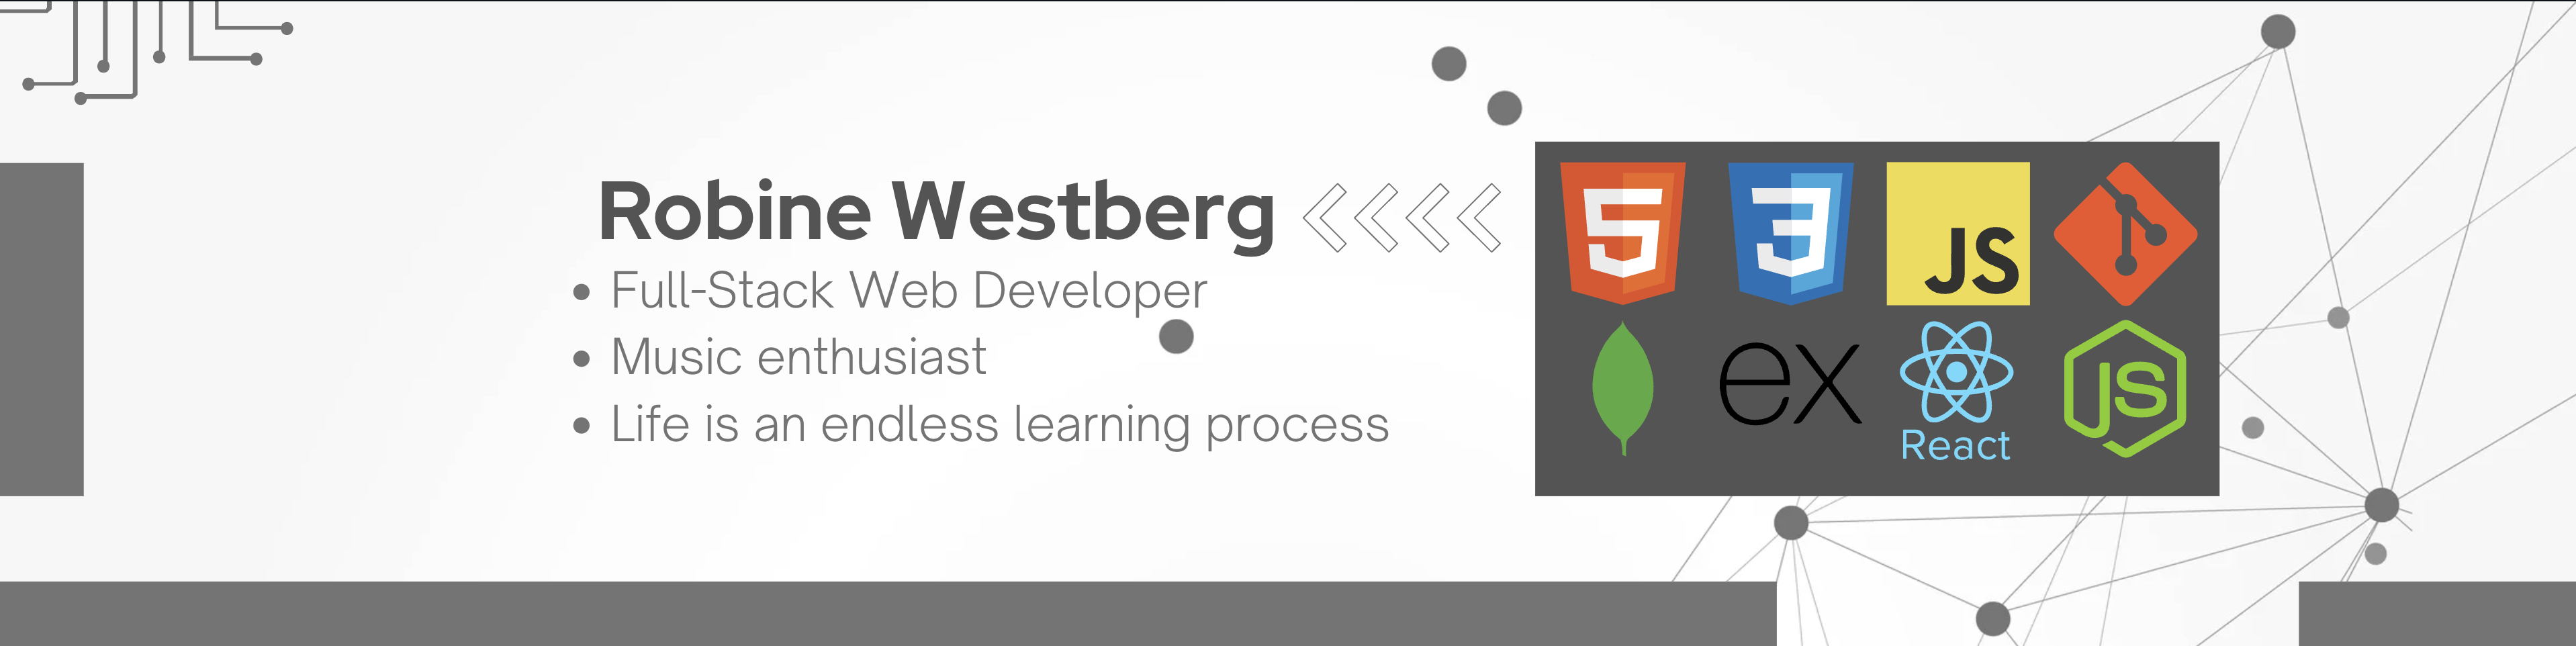 Robine Westberg
Full-Stack Web Developer
Music enthusiast
Life is an endless learning process
5
3
JS
ex
React
JS